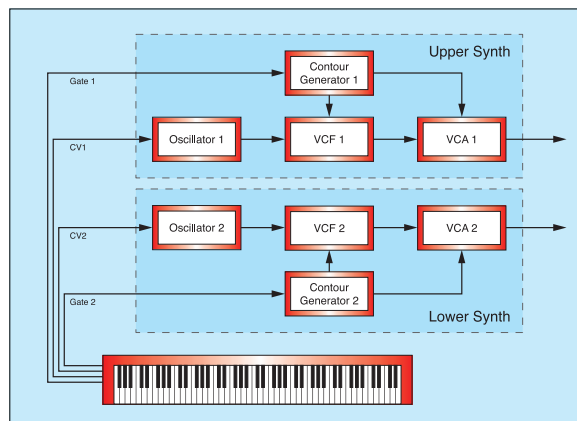 Upper Synth
Contour
Generator 1
Gate 1
CV1
Oscillator 1
VCF 1
VCA 1
CV2
Oscillator 2
VCF 2
VCA 2
Gate 2
Contour
Generator 2
Lower Synth